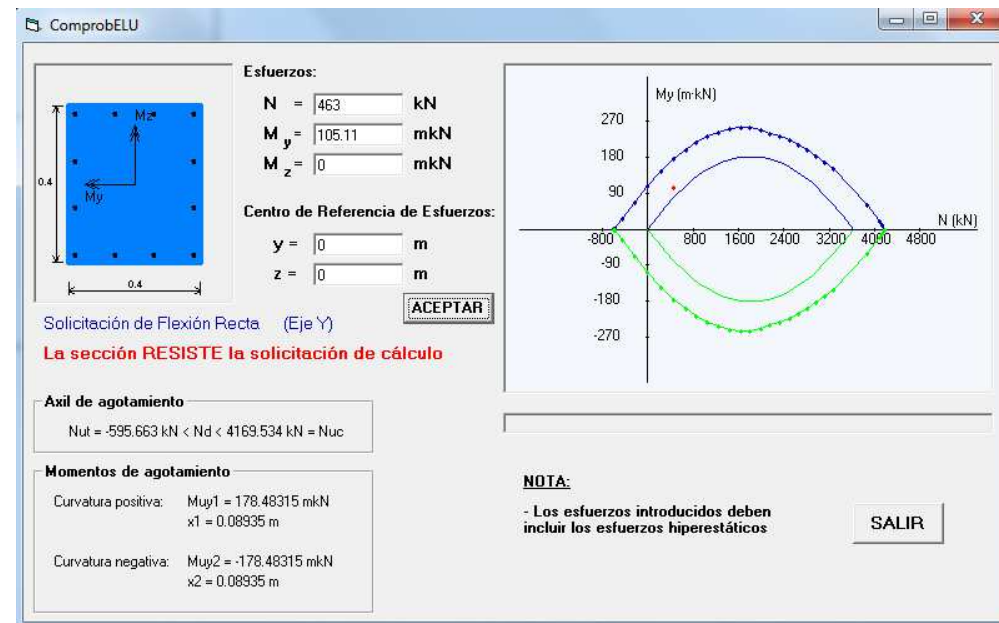 ComprobELU
Mz
My
0.4
0.4
Esfuerzos:
N = 463 kN
M y = 105.11 mkN
M z = 0 mkN
Centro de Referencia de Esfuerzos:
y = 0 m
z = 0 m
ACEPTAR
Solicitación de Flexión Recta (Eje Y)
La sección RESISTE la solicitación de cálculo
Axil de agotamiento
Nut = -595.663 kN < Nd < 4169.534 kN = Nuc
Momentos de agotamiento
Curvatura positiva: Muy1 = 178.48315 mkN
x1 = 0.08935 m
Curvatura negativa: Muy2 = -178.48315 mkN
x2 = 0.08935 m
My (m·kN)
270
180
90
N (kN)
-800 800 1600 2400 3200 4000 4800
-90
-180
-270
NOTA:
- Los esfuerzos introducidos deben
incluir los esfuerzos hiperestáticos
SALIR